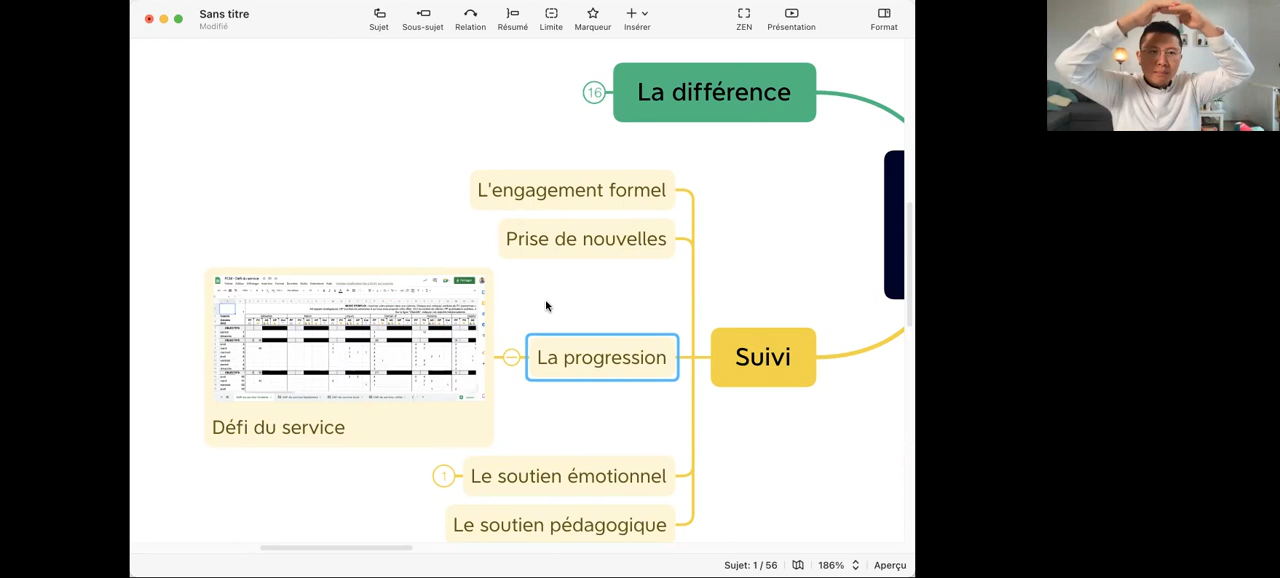 Sans titre
Modifié
Sujet
Sous-sujet
Relation
Résumé
Limite
Marqueur
Insérer
ZEN
Présentation
Format
16
La différence
L'engagement formel
Prise de nouvelles
La progression
Suivi
Défi du service
1
Le soutien émotionnel
Le soutien pédagogique
Sujet: 1 / 56
186%
Aperçu